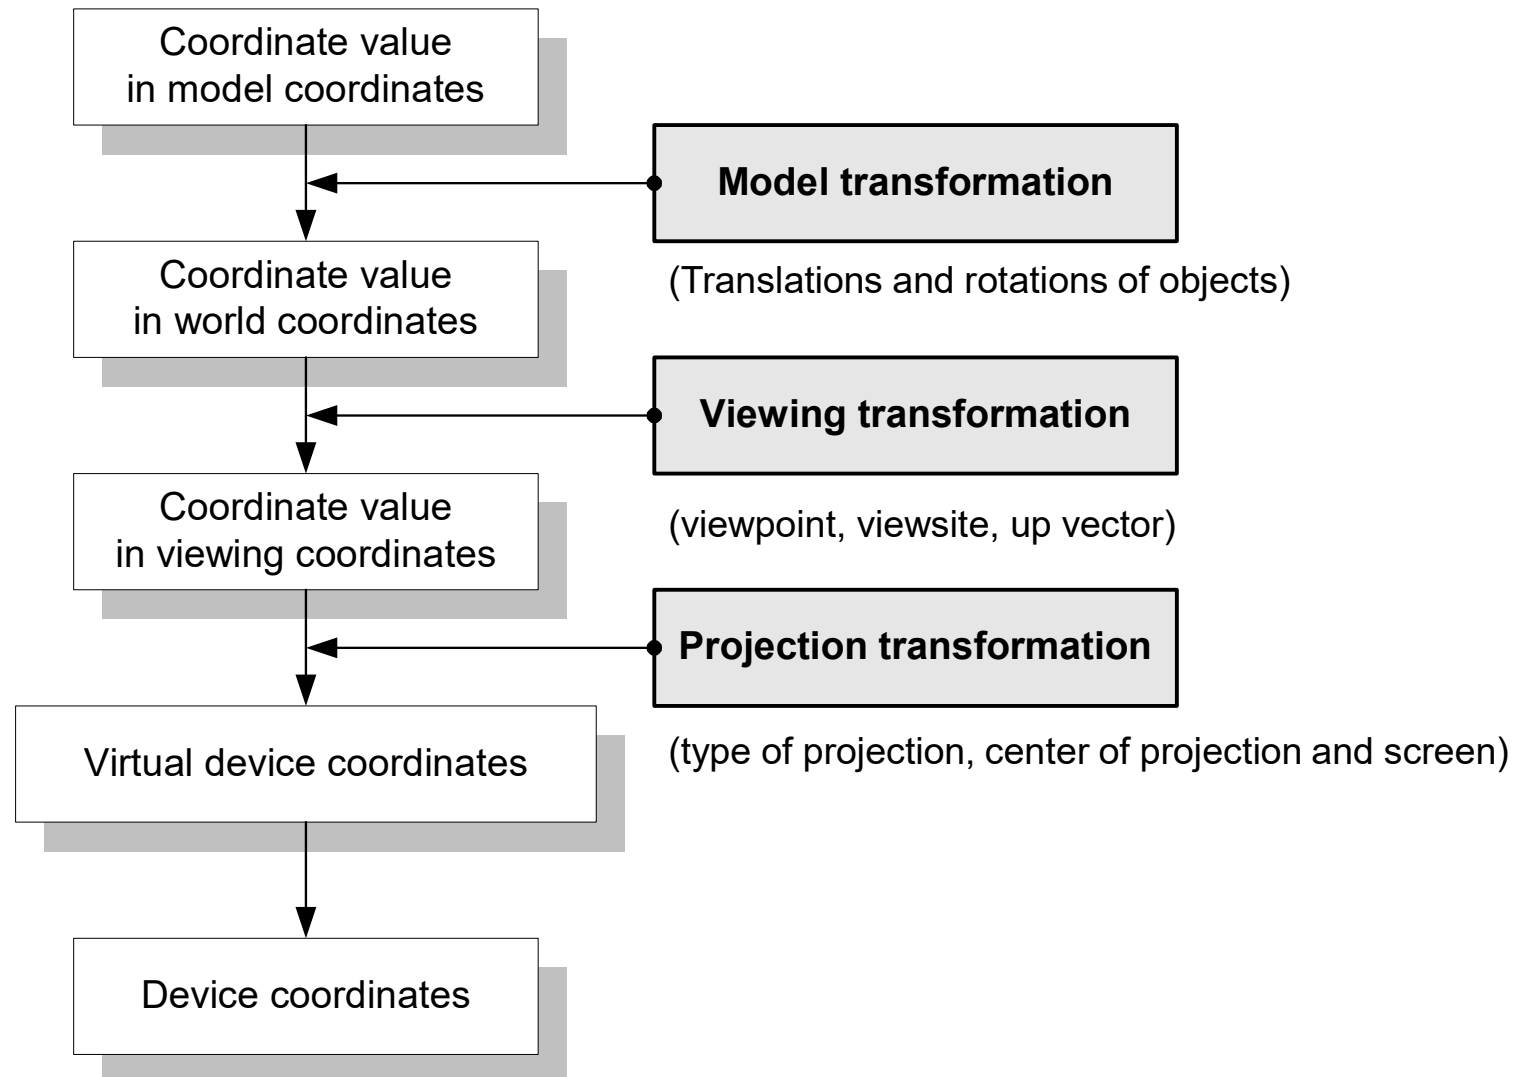 Coordinate value
in model coordinates
Model transformation
(Translations and rotations of objects)
Coordinate value
in world coordinates
Viewing transformation
(viewpoint, viewsite, up vector)
Coordinate value
in viewing coordinates
Projection transformation
(type of projection, center of projection and screen)
Virtual device coordinates
Device coordinates